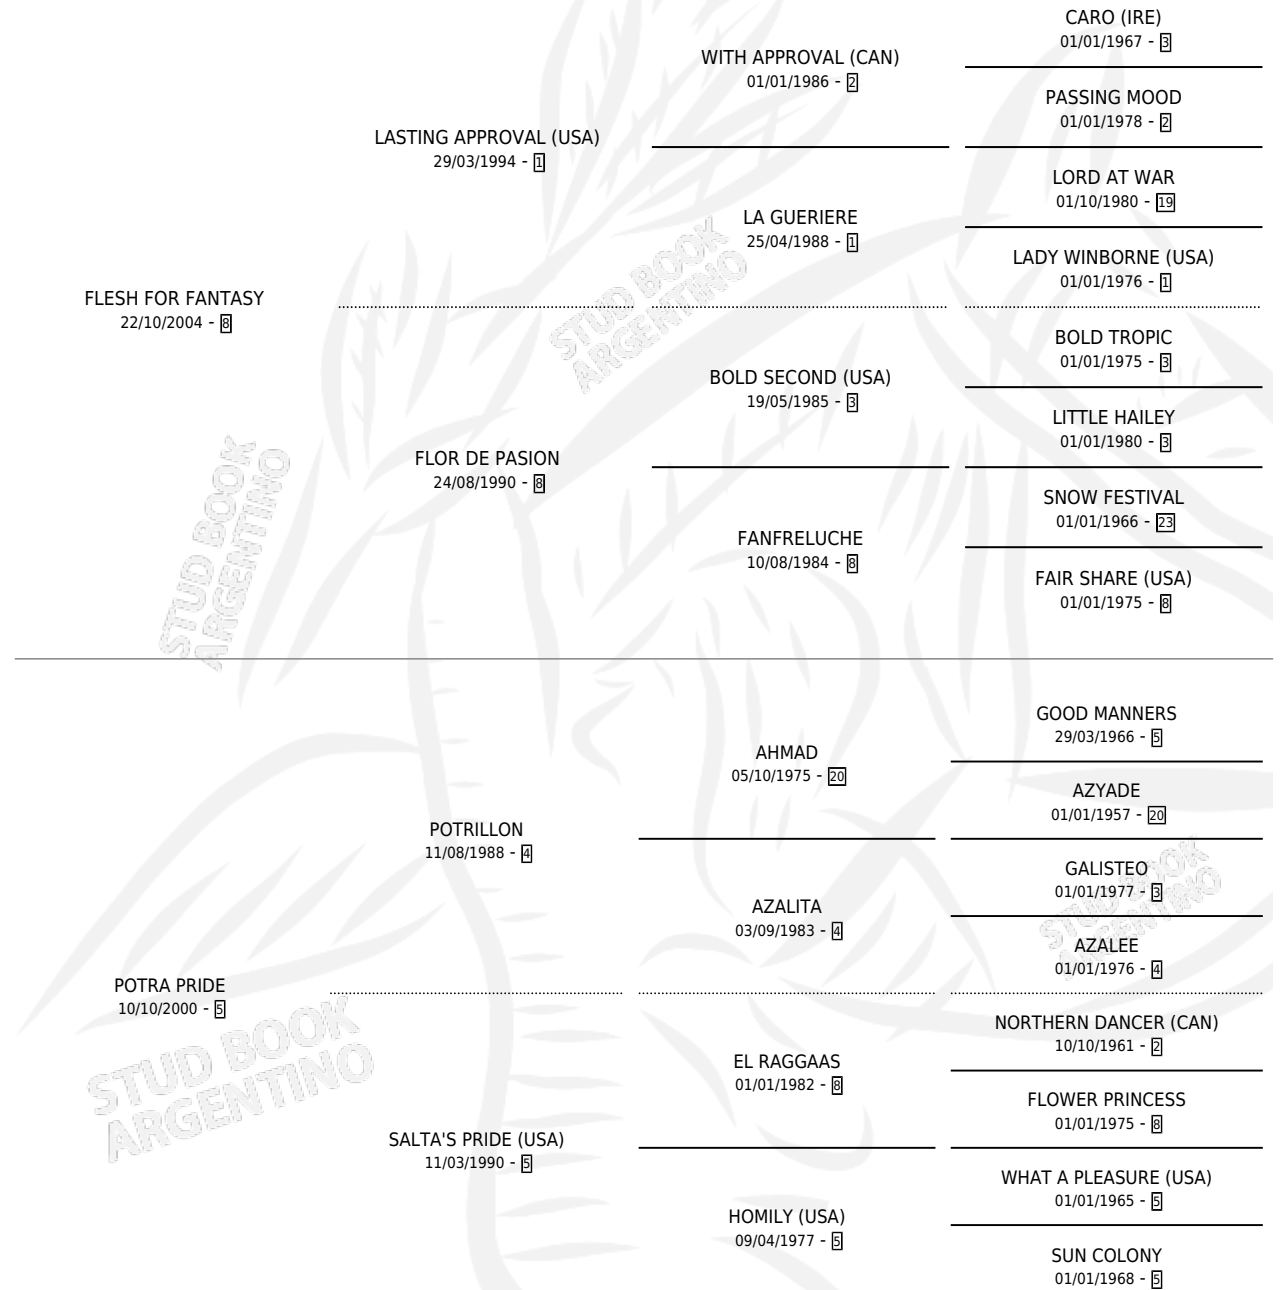 CARO (IRE)
01/01/1967 - 3
WITH APPROVAL (CAN)
01/01/1986 - 2
PASSING MOOD
01/01/1978 - 2
LASTING APPROVAL (USA)
29/03/1994 - 1
LORD AT WAR
01/10/1980 - 19
LA GUERIERE
25/04/1988 - 1
LADY WINBORNE (USA)
01/01/1976 - 1
FLESH FOR FANTASY
22/10/2004 - 8
STUD BOOK
ARGENTINO
BOLD TROPIC
01/01/1975 - 3
BOLD SECOND (USA)
19/05/1985 - 3
LITTLE HAILEY
01/01/1980 - 3
FLOR DE PASION
24/08/1990 - 8
SNOW FESTIVAL
01/01/1966 - 23
FANFRELUCHE
10/08/1984 - 8
FAIR SHARE (USA)
01/01/1975 - 8
STUD BOOK
ARGENTINO
GOOD MANNERS
29/03/1966 - 5
AHMAD
05/10/1975 - 20
AZYADE
01/01/1957 - 20
POTRILLON
11/08/1988 - 4
GALISTEO
01/01/1977 - 3
AZALITA
03/09/1983 - 4
AZALEE
01/01/1976 - 4
STUD BOOK
ARGENTINO
POTRA PRIDE
10/10/2000 - 5
NORTHERN DANCER (CAN)
10/10/1961 - 2
EL RAGGAAS
01/01/1982 - 8
FLOWER PRINCESS
01/01/1975 - 8
STUD BOOK
ARGENTINO
SALTA'S PRIDE (USA)
11/03/1990 - 5
WHAT A PLEASURE (USA)
01/01/1965 - 5
HOMILY (USA)
09/04/1977 - 5
SUN COLONY
01/01/1968 - 5